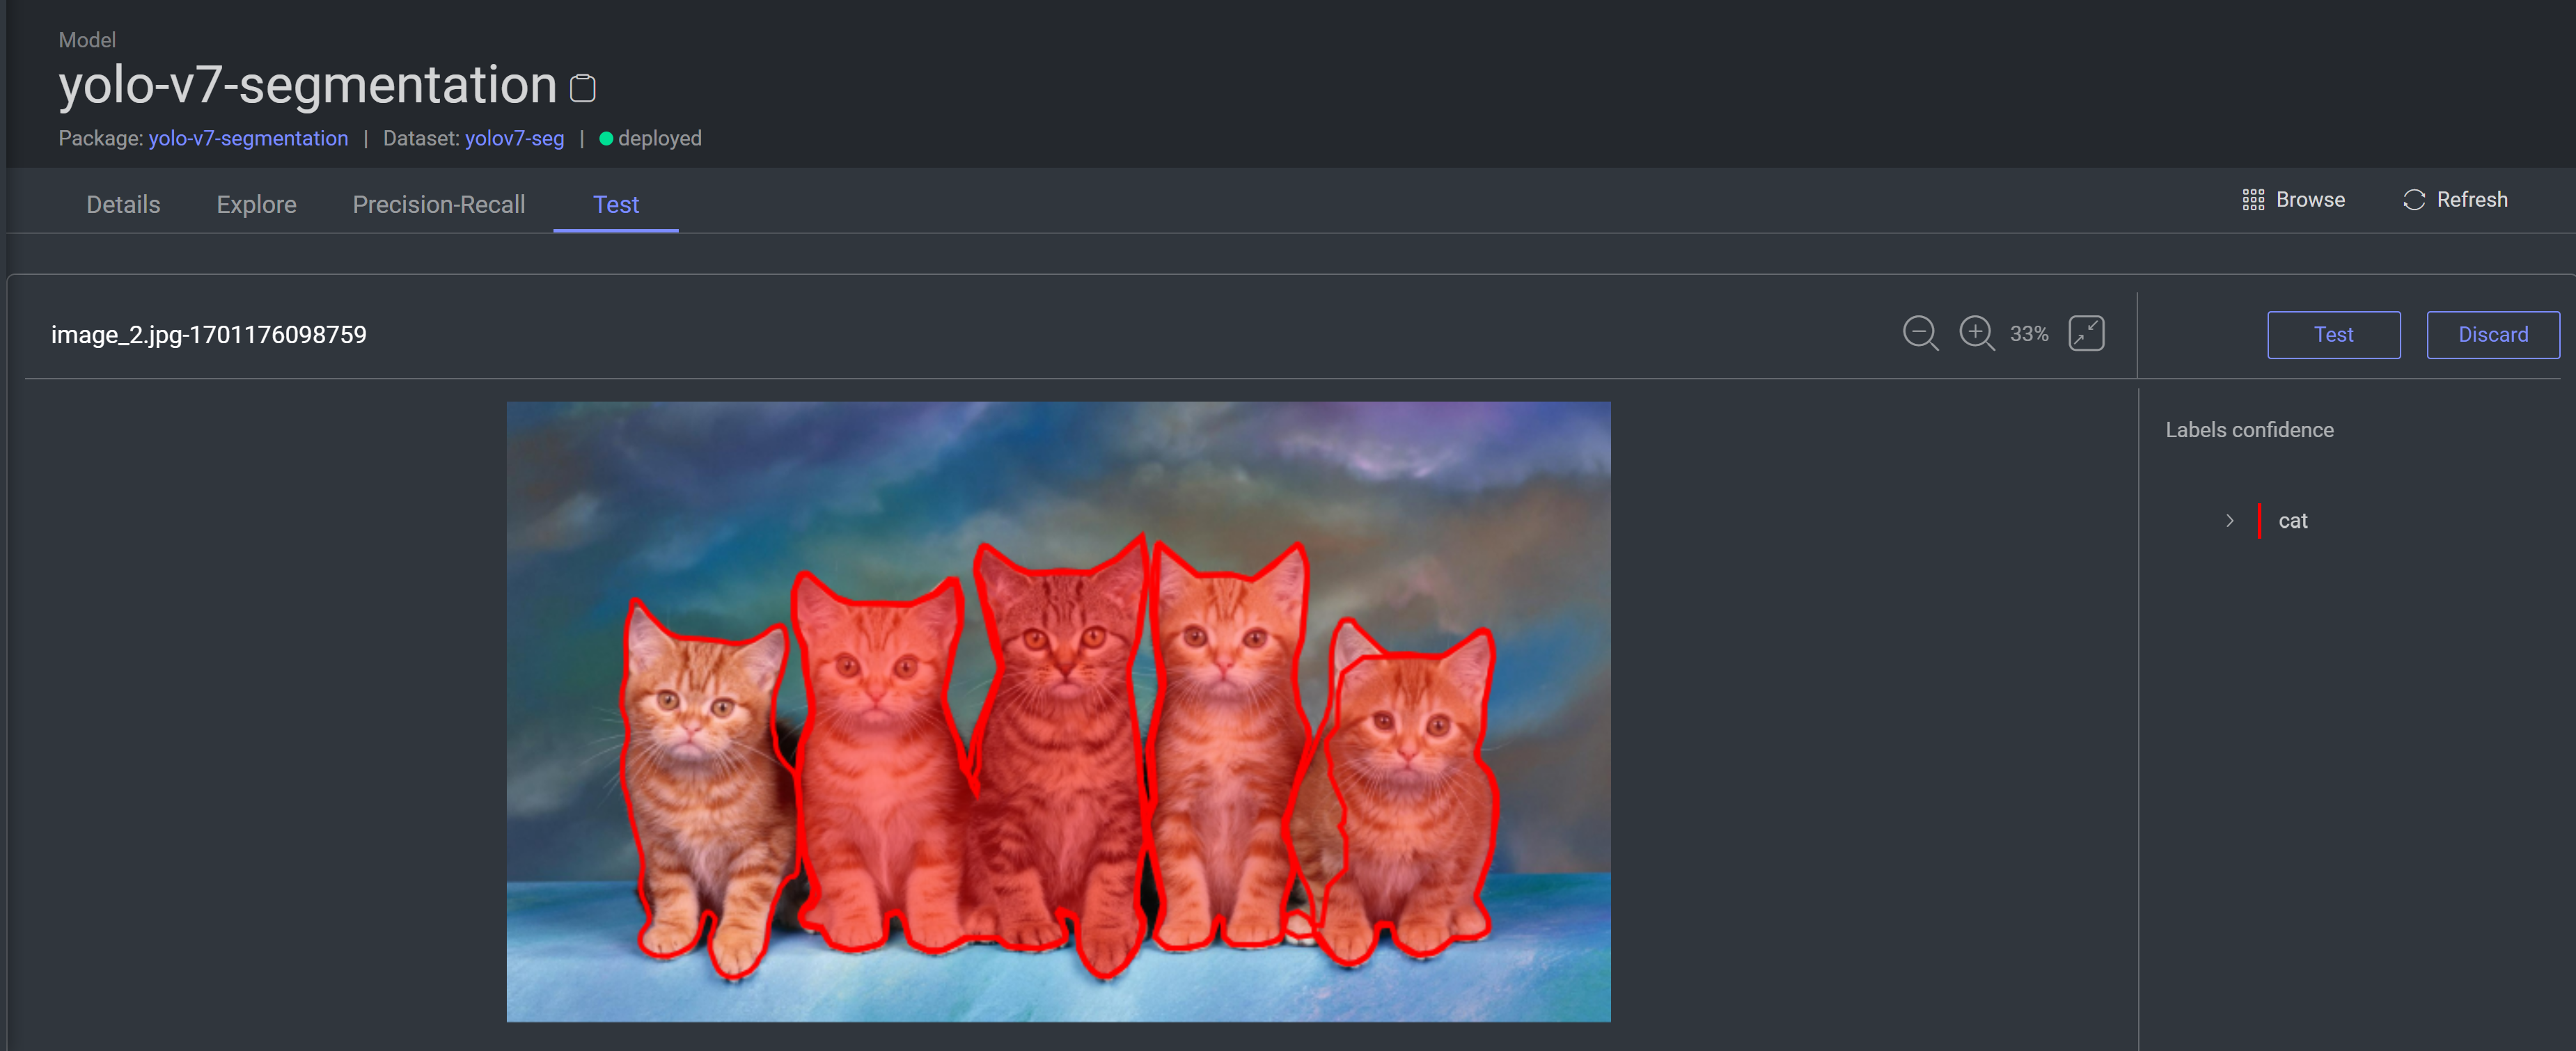 Model
yolo-v7-segmentation
Package: yolo-v7-segmentation | Dataset: yolov7-seg | deployed
Details Explore Precision-Recall Test Browse Refresh
image_2.jpg-1701176098759 33% Test Discard
Labels confidence
cat